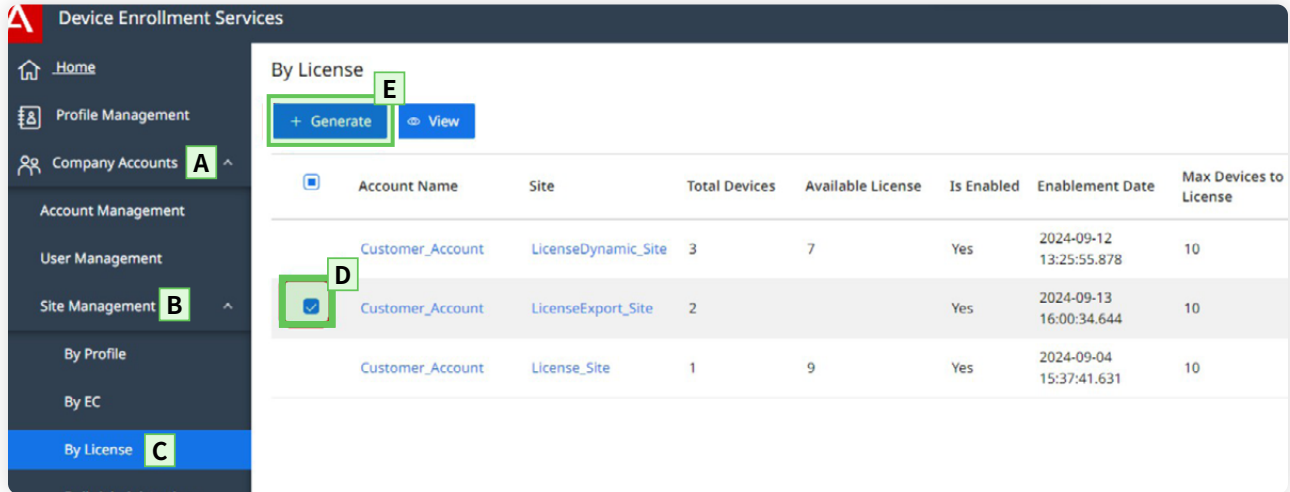 Device Enrollment Services
Home
Profile Management
Company Accounts A
Account Management
User Management
Site Management B
By Profile
By EC
By License C
By License
E
+ Generate View
Account Name Site Total Devices Available License Is Enabled Enablement Date Max Devices to
License
Customer_Account LicenseDynamic_Site 3 7 Yes 2024-09-12
13:25:55.878 10
D
Customer_Account LicenseExport_Site 2 Yes 2024-09-13
16:00:34.644 10
Customer_Account License_Site 1 9 Yes 2024-09-04
15:37:41.631 10